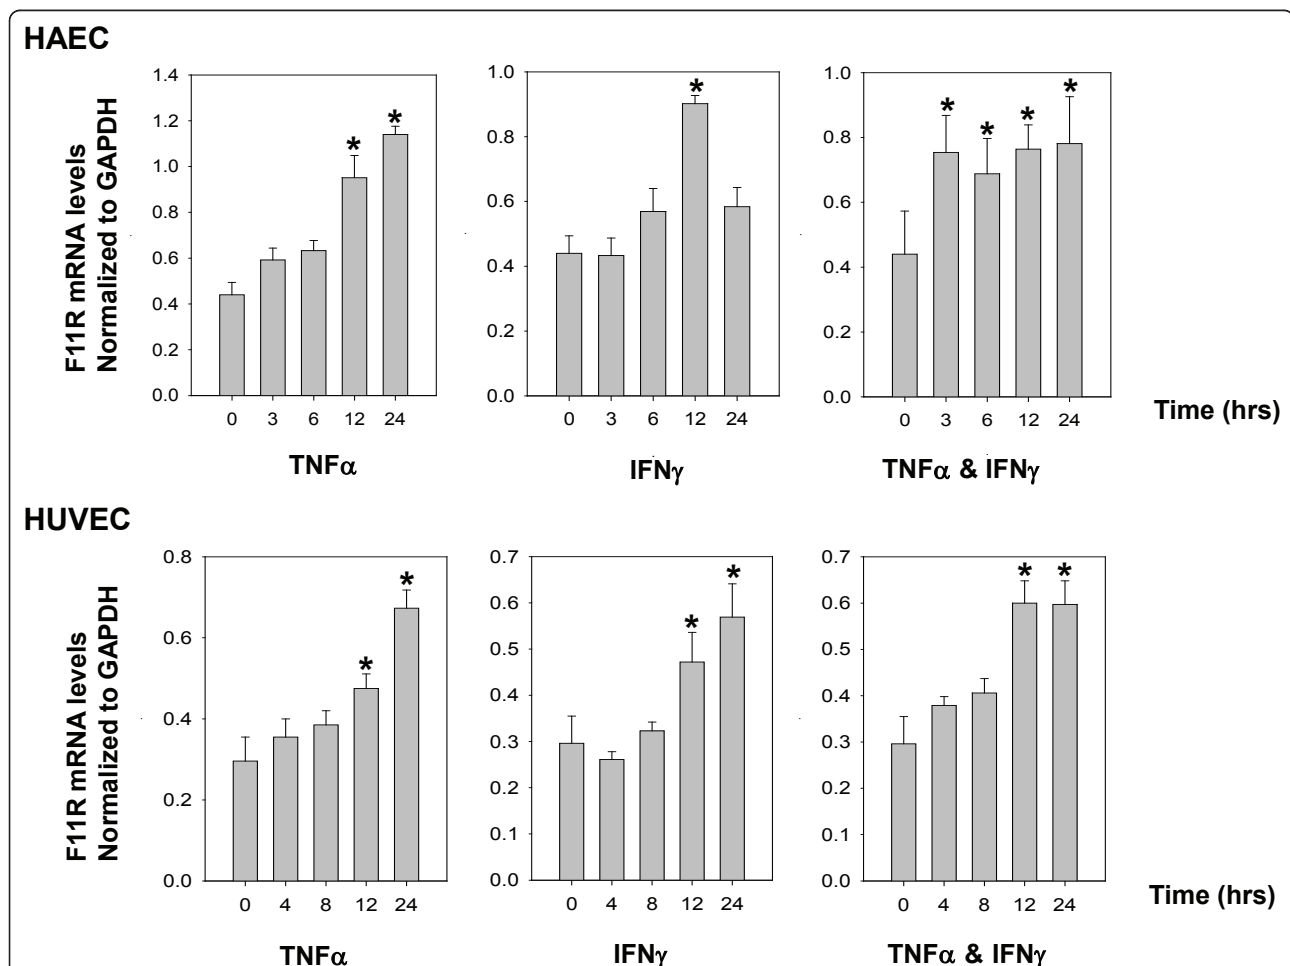 HAEC
F11R mRNA levels
Normalized to GAPDH
1.4
1.2
1.0
0.8
0.6
0.4
0.2
0.0
* *
0 3 6 12 24
TNFα
1.0
0.8
0.6
0.4
0.2
0.0
*
0 3 6 12 24
IFNγ
1.0
0.8
0.6
0.4
0.2
0.0
* * * *
0 3 6 12 24
TNFα & IFNγ
Time (hrs)
HUVEC
F11R mRNA levels
Normalized to GAPDH
0.8
0.6
0.4
0.2
0.0
* *
0 4 8 12 24
TNFα
0.7
0.6
0.5
0.4
0.3
0.2
0.1
0.0
* *
0 4 8 12 24
IFNγ
0.7
0.6
0.5
0.4
0.3
0.2
0.1
0.0
* *
0 4 8 12 24
TNFα & IFNγ
Time (hrs)